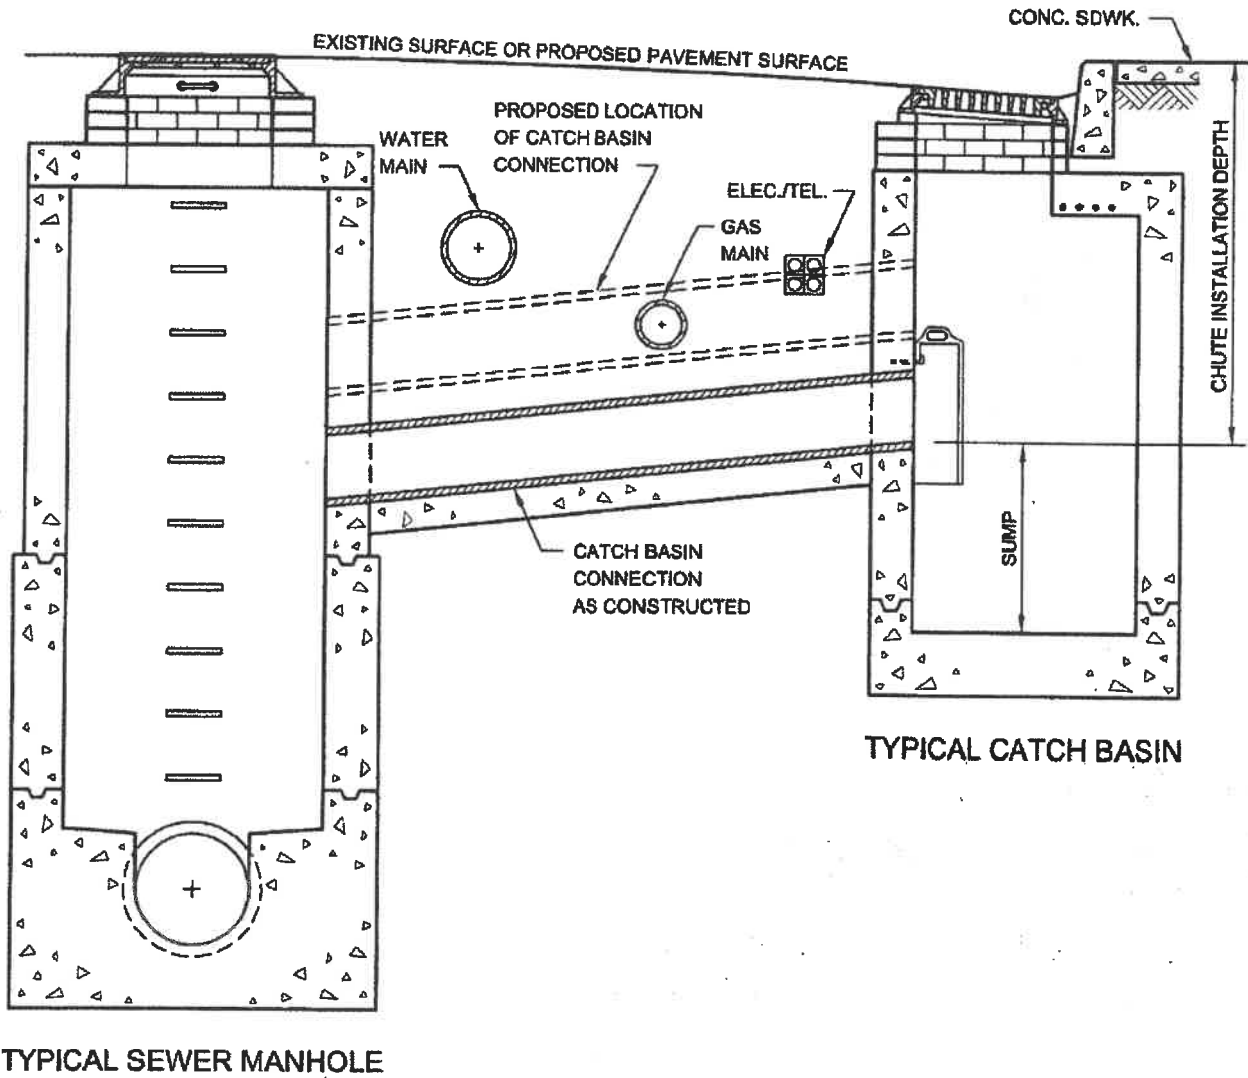 CONC. SDWK.
EXISTING SURFACE OR PROPOSED PAVEMENT SURFACE
PROPOSED LOCATION
OF CATCH BASIN
CONNECTION
WATER
MAIN
ELEC./TEL.
GAS
MAIN
CHUTE INSTALLATION DEPTH
SUMP
CATCH BASIN
CONNECTION
AS CONSTRUCTED
TYPICAL CATCH BASIN
TYPICAL SEWER MANHOLE